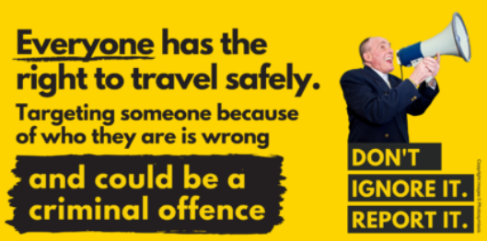 Everyone has the
right to travel safely.
Targeting someone because
of who they are is wrong
and could be a
criminal offence
DON'T
IGNORE IT.
REPORT IT.